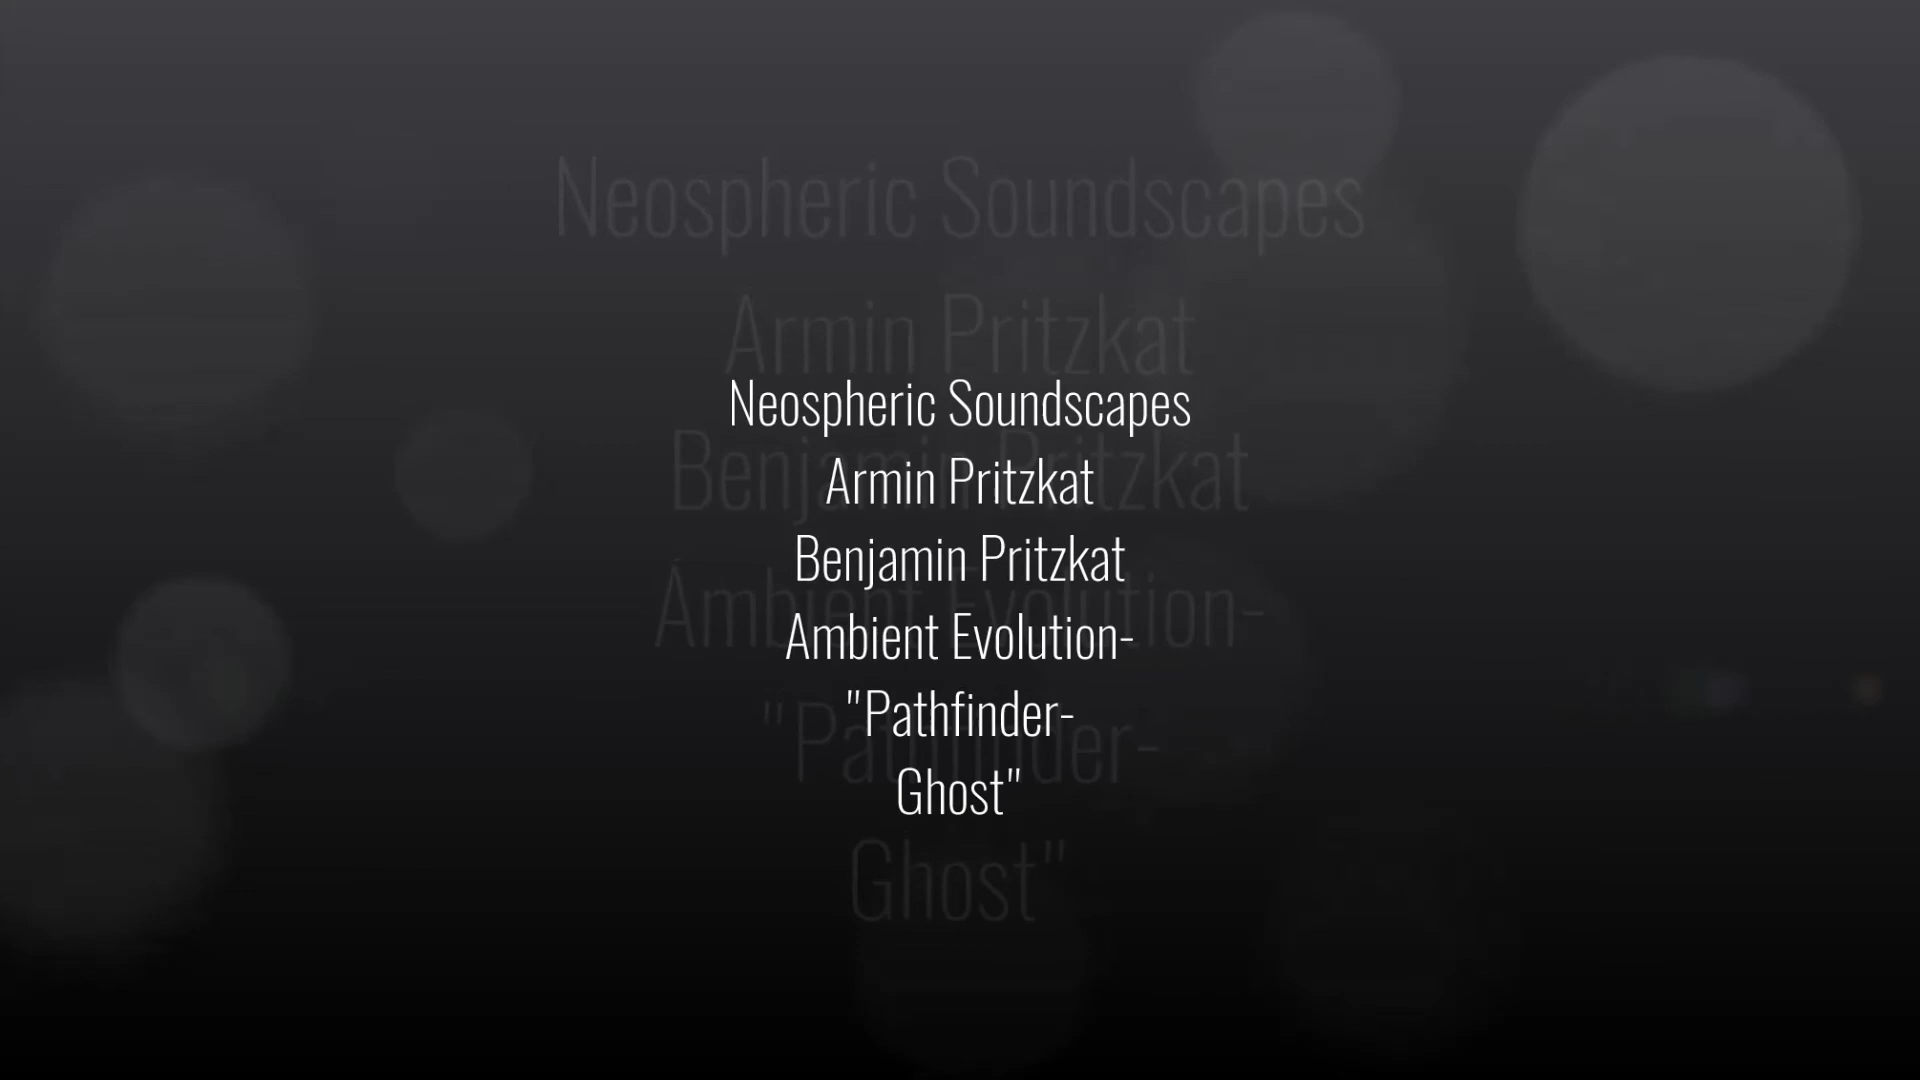 Neospheric Soundscapes
Armin Pritzkat
Benjamin Pritzkat
Ambient Evolution-
"Pathfinder-
Ghost"